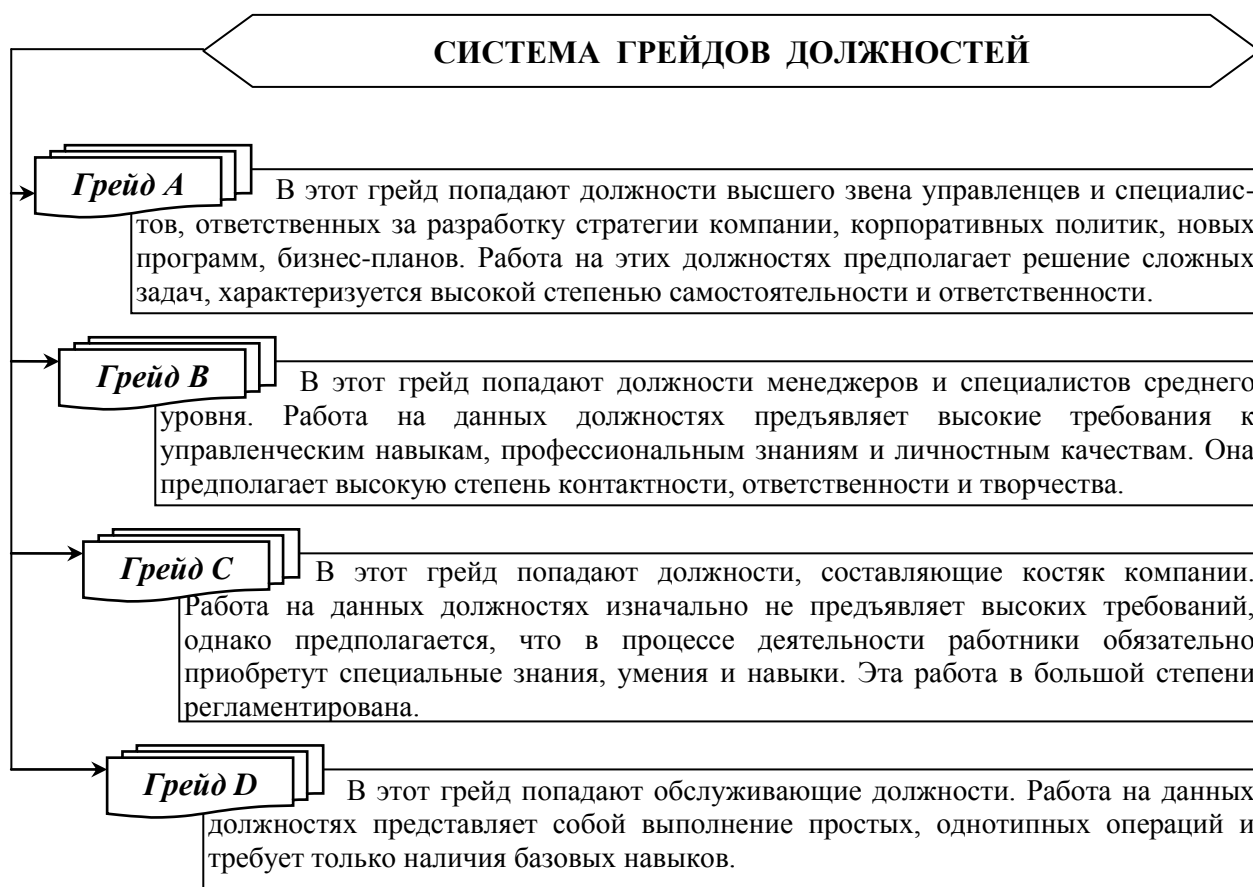 СИСТЕМА ГРЕЙДОВ ДОЛЖНОСТЕЙ
Грейд A
В этот грейд попадают должности высшего звена управленцев и специалис-
тов, ответственных за разработку стратегии компании, корпоративных политик, новых
программ, бизнес-планов. Работа на этих должностях предполагает решение сложных
задач, характеризуется высокой степенью самостоятельности и ответственности.
Грейд B
В этот грейд попадают должности менеджеров и специалистов среднего
уровня. Работа на данных должностях предъявляет высокие требования к
управленческим навыкам, профессиональным знаниям и личностным качествам. Она
предполагает высокую степень контактности, ответственности и творчества.
Грейд C
В этот грейд попадают должности, составляющие костяк компании.
Работа на данных должностях изначально не предъявляет высоких требований,
однако предполагается, что в процессе деятельности работники обязательно
приобретут специальные знания, умения и навыки. Эта работа в большой степени
регламентирована.
Грейд D
В этот грейд попадают обслуживающие должности. Работа на данных
должностях представляет собой выполнение простых, однотипных операций и
требует только наличия базовых навыков.